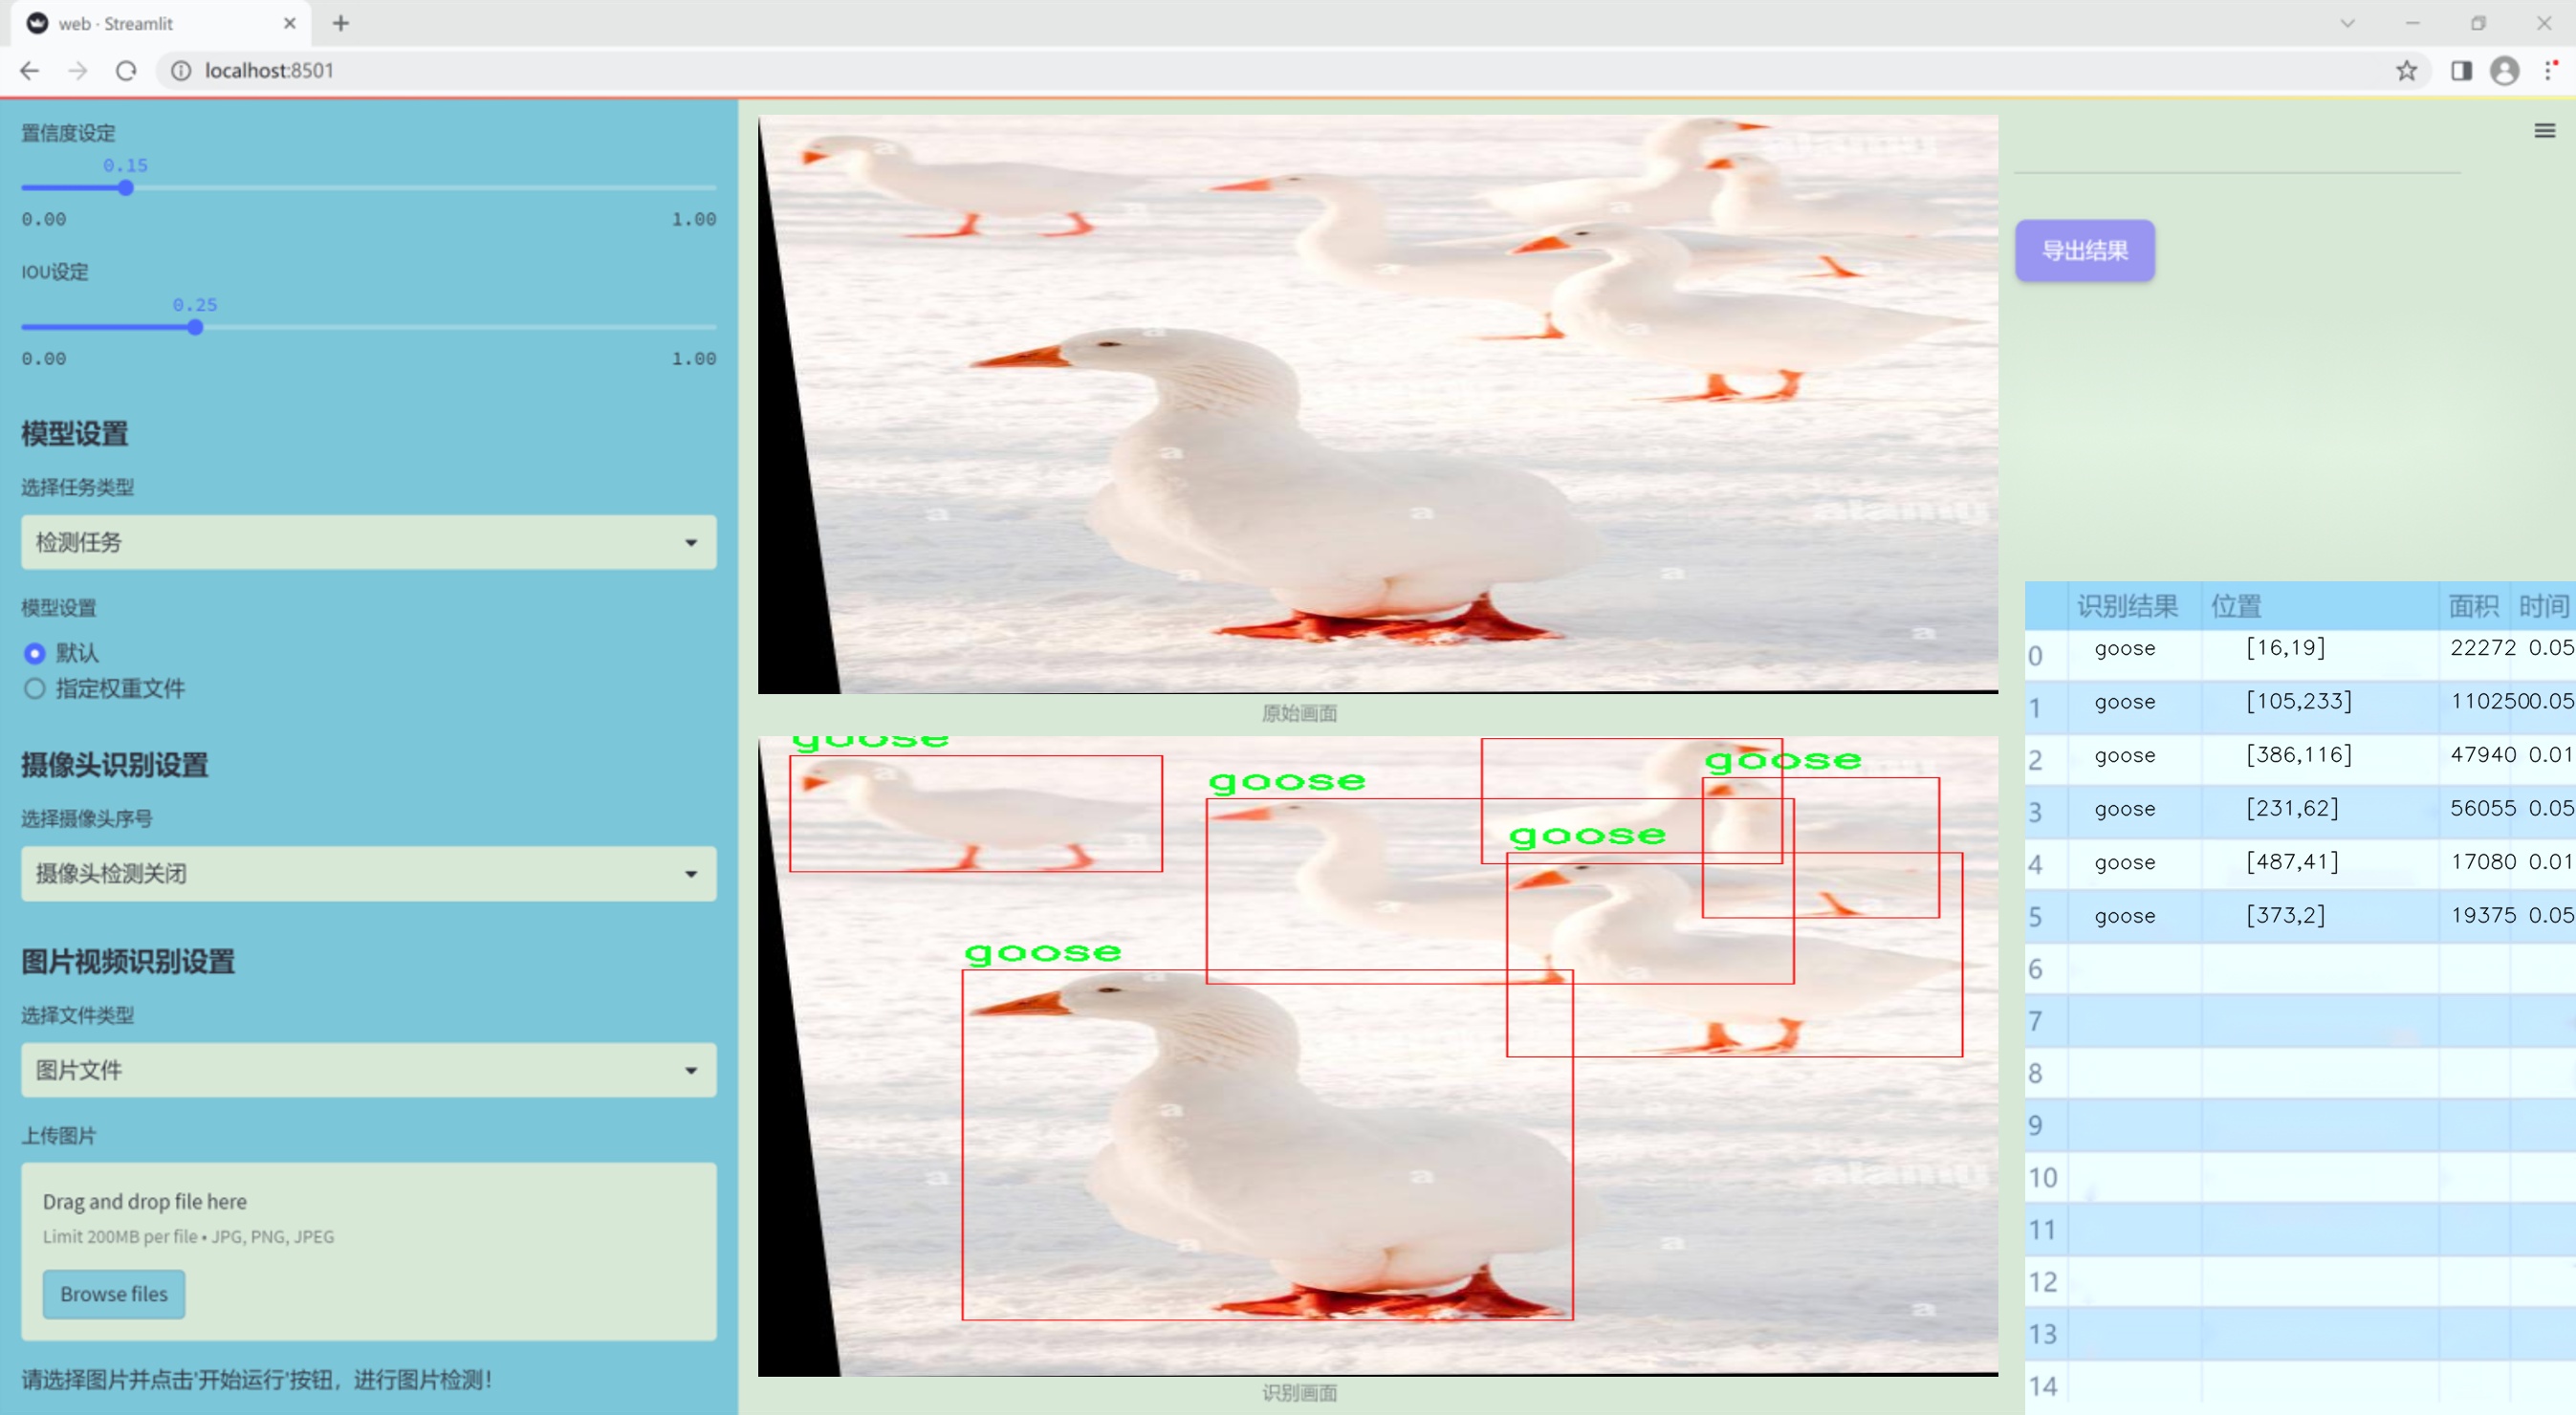 web · Streamlit
localhost:8501
置信度设定
0.15
0.00 1.00
IOU设定
0.25
0.00 1.00
模型设置
选择任务类型
检测任务
模型设置
默认
指定权重文件
摄像头识别设置
选择摄像头序号
摄像头检测关闭
图片视频识别设置
选择文件类型
图片文件
上传图片
Drag and drop file here
Limit 200MB per file • JPG, PNG, JPEG
Browse files
请选择图片并点击'开始运行'按钮，进行图片检测！
alamy
alamy
原始画面
goose
goose
goose
goose
goose
alamy
识别画面
导出结果
识别结果 位置 面积 时间
0 goose [16,19] 22272 0.05
1 goose [105,233] 1102500.05
2 goose [386,116] 47940 0.01
3 goose [231,62] 56055 0.05
4 goose [487,41] 17080 0.01
5 goose [373,2] 19375 0.05
6
7
8
9
10
11
12
13
14